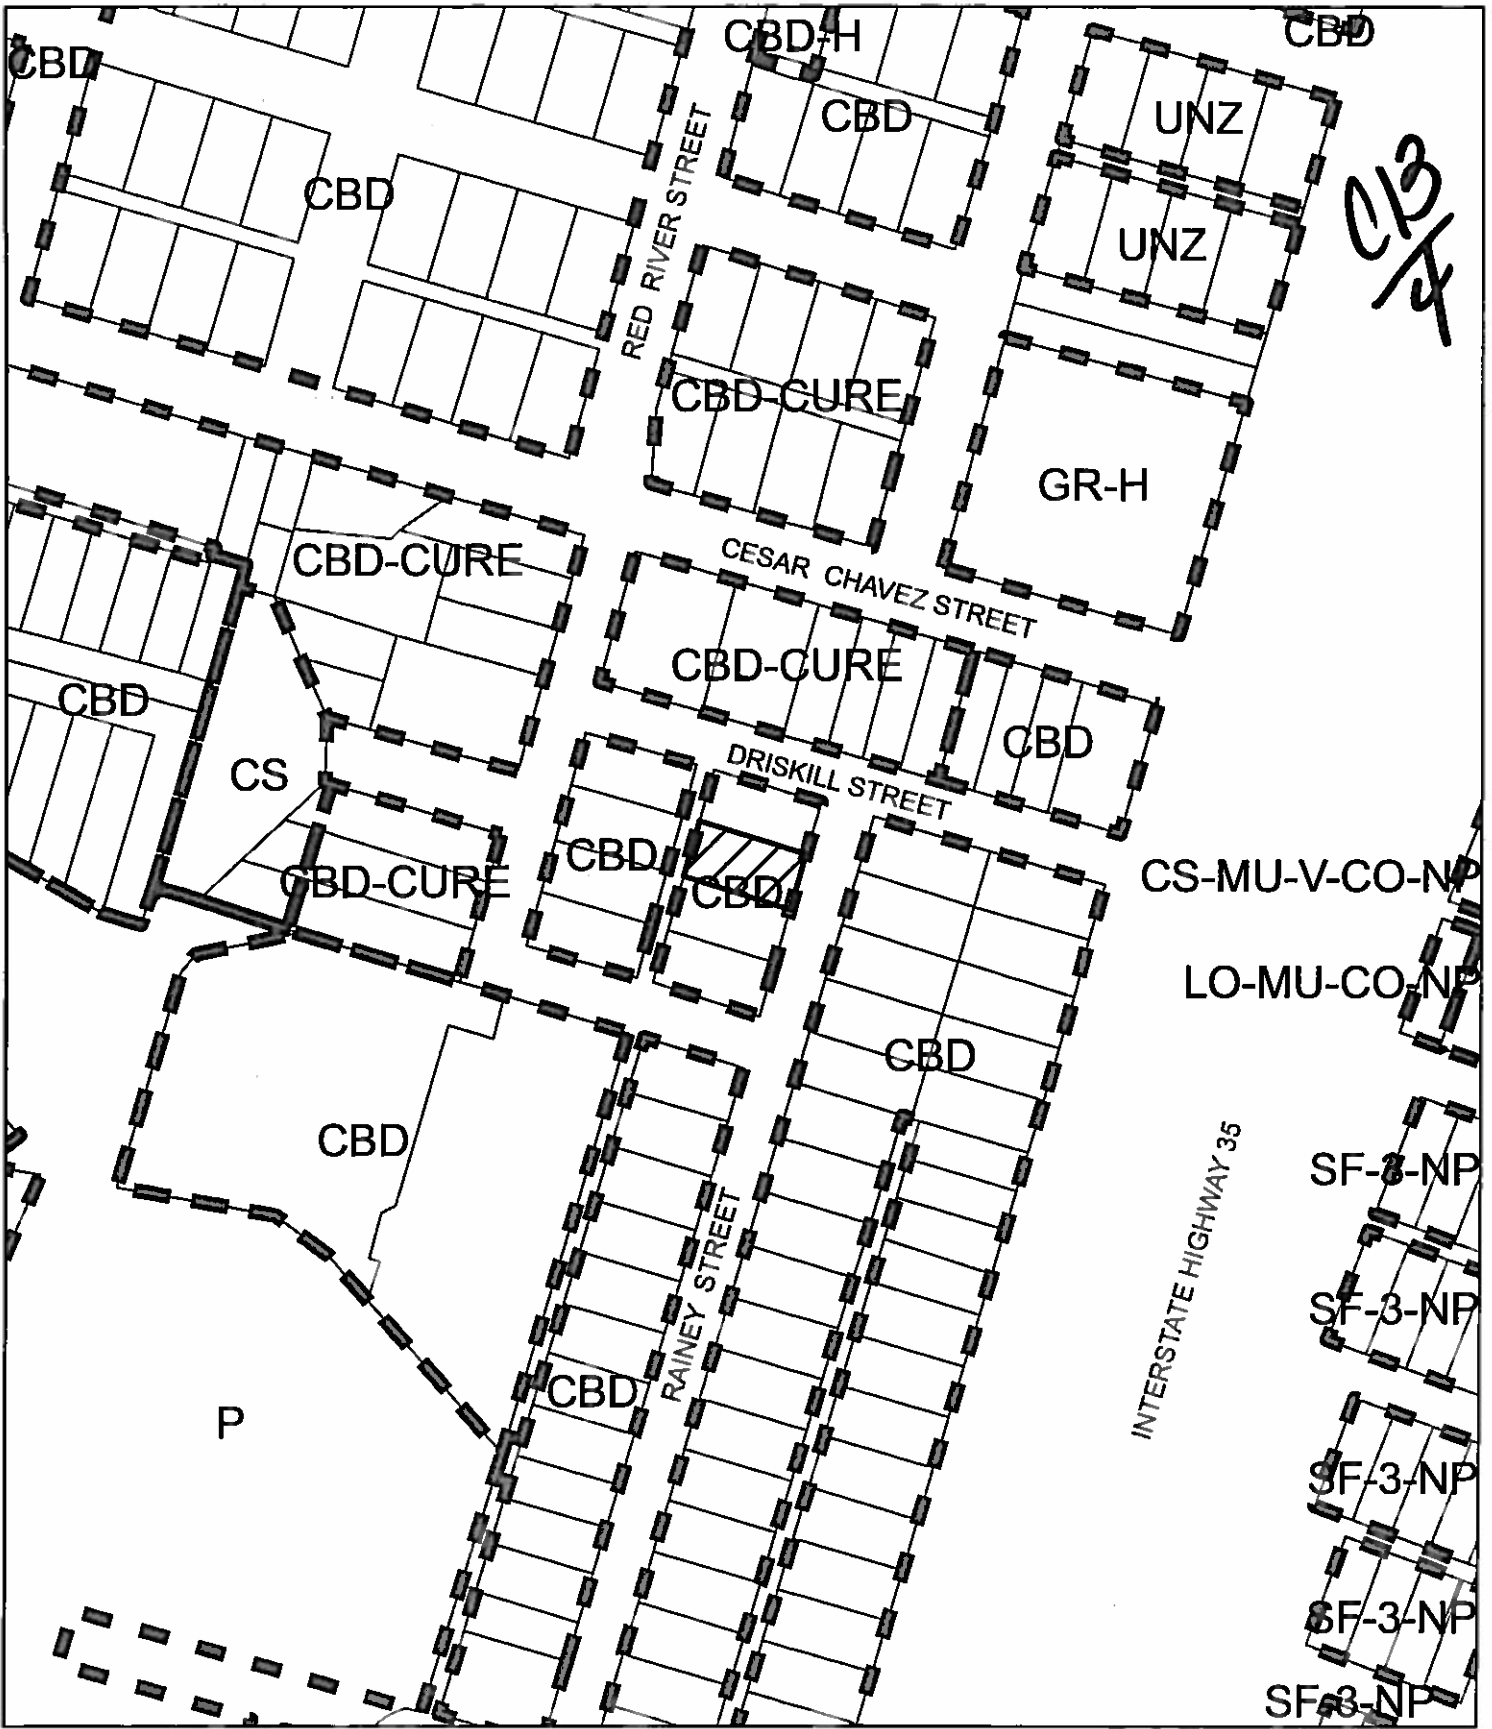 CBD-H
CBD
CBD
CBD
UNZ
C13/4
CBD
UNZ
RED RIVER STREET
CBD-CURE
GR-H
CBD-CURE
CESAR CHAVEZ STREET
CBD-CURE
CBD
CBD
CS
DRISKILL STREET
CBD
CBD-CURE
CBD
CS-MU-V-CO-NP
LO-MU-CO-NP
CBD
CBD
SF-3-NP
INTERSTATE HIGHWAY 35
RAINEY STREET
SF-3-NP
CBD
P
SF-3-NP
SF-3-NP
SF-3-NP